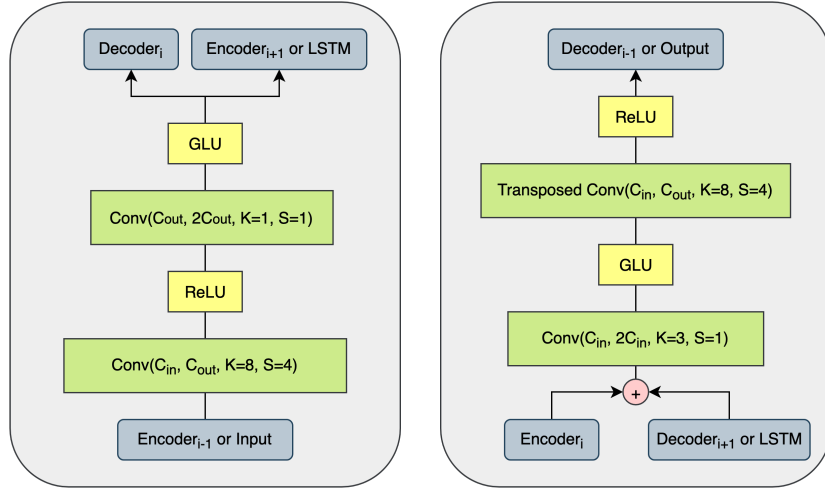 Decoderᵢ
Encoderᵢ₊₁ or LSTM
GLU
Conv(Cout, 2Cout, K=1, S=1)
ReLU
Conv(Cin, Cout, K=8, S=4)
Encoderᵢ₋₁ or Input
Decoderᵢ₋₁ or Output
ReLU
Transposed Conv(Cin, Cout, K=8, S=4)
GLU
Conv(Cin, 2Cin, K=3, S=1)
+
Encoderᵢ
Decoderᵢ₊₁ or LSTM